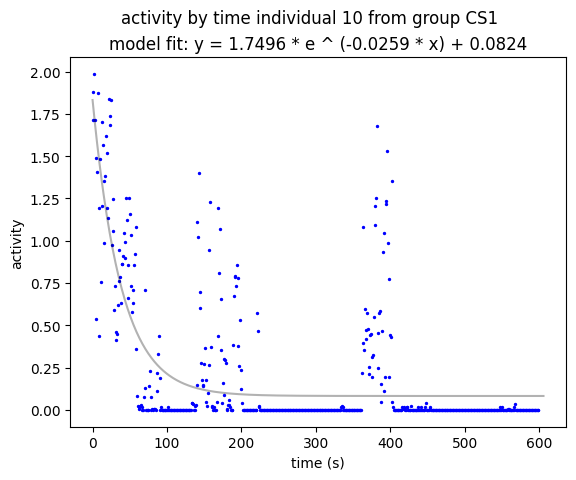 activity by time individual 10 from group CS1
model fit: y = 1.7496 * e ^ (-0.0259 * x) + 0.0824
2.00
1.75
1.50
1.25
1.00
0.75
0.50
0.25
0.00
activity
0 100 200 300 400 500 600
time (s)